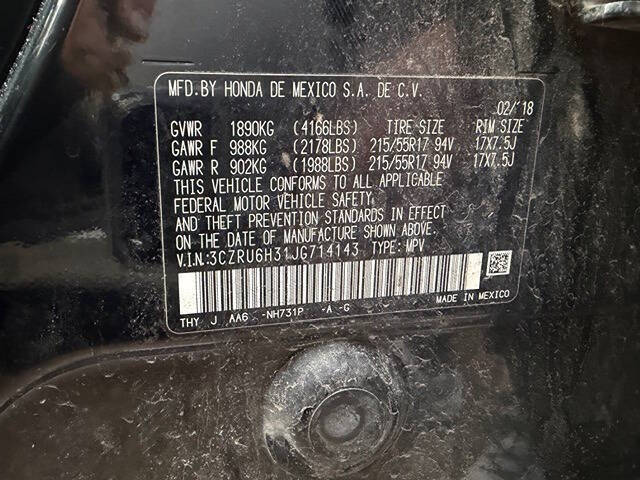 MFD.BY HONDA DE MEXICO S.A. DE C.V.
02/'18
GVWR 1890KG (4166LBS) TIRE SIZE RIM SIZE
GAWR F 988KG (2178LBS) 215/55R17 94V 17X7.5J
GAWR R 902KG (1988LBS) 215/55R17 94V 17X7.5J
THIS VEHICLE CONFORMS TO ALL APPLICABLE
FEDERAL MOTOR VEHICLE SAFETY
AND THEFT PREVENTION STANDARDS IN EFFECT
ON THE DATE OF MANUFACTURE SHOWN ABOVE.
V.I.N:3CZRU6H31JG714143 TYPE: MPV
THY J AA6 -NH731P -A -G MADE IN MEXICO